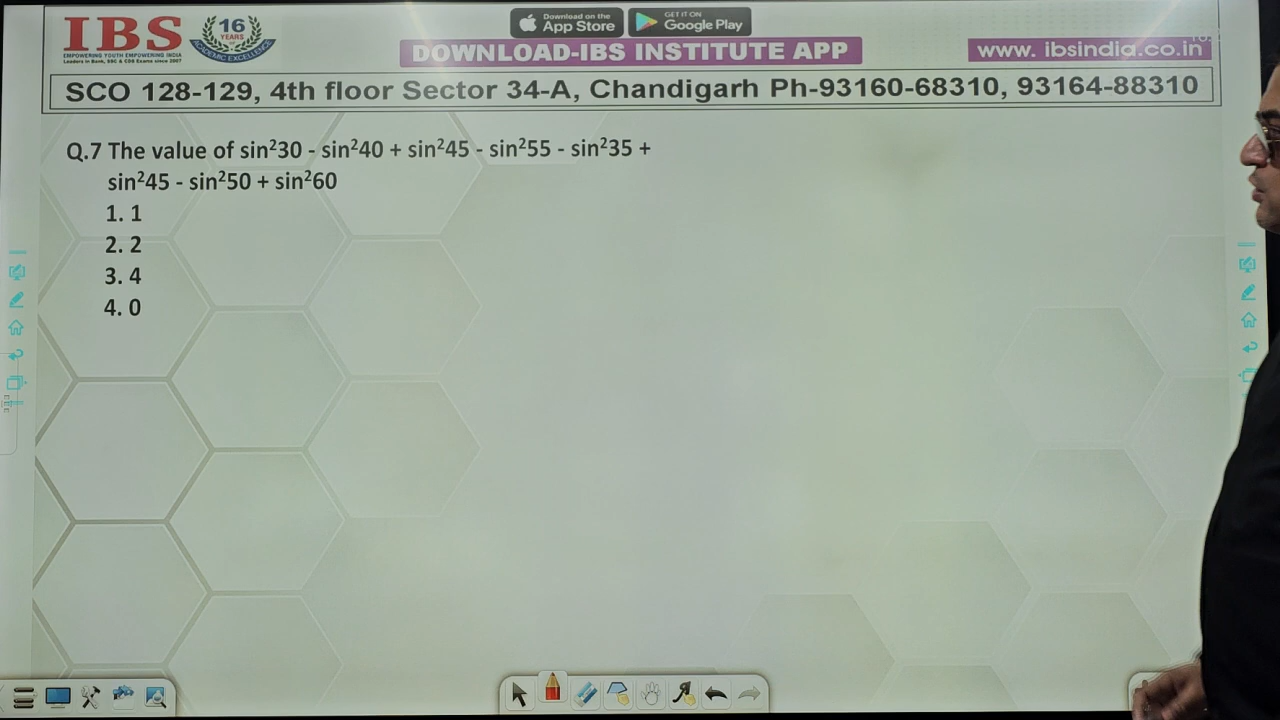 IBS
16
YEARS
ACADEMIC EXCELLENCE
EMPOWERING YOUTH EMPOWERING INDIA
Leaders in Bank, SSC & CDS Exams since 2007
Download on the
App Store
GET IT ON
Google Play
DOWNLOAD-IBS INSTITUTE APP
www. ibsindia.co.in
SCO 128-129, 4th floor Sector 34-A, Chandigarh Ph-93160-68310, 93164-88310
Q.7 The value of sin²30 - sin²40 + sin²45 - sin²55 - sin²35 +
sin²45 - sin²50 + sin²60
1. 1
2. 2
3. 4
4. 0